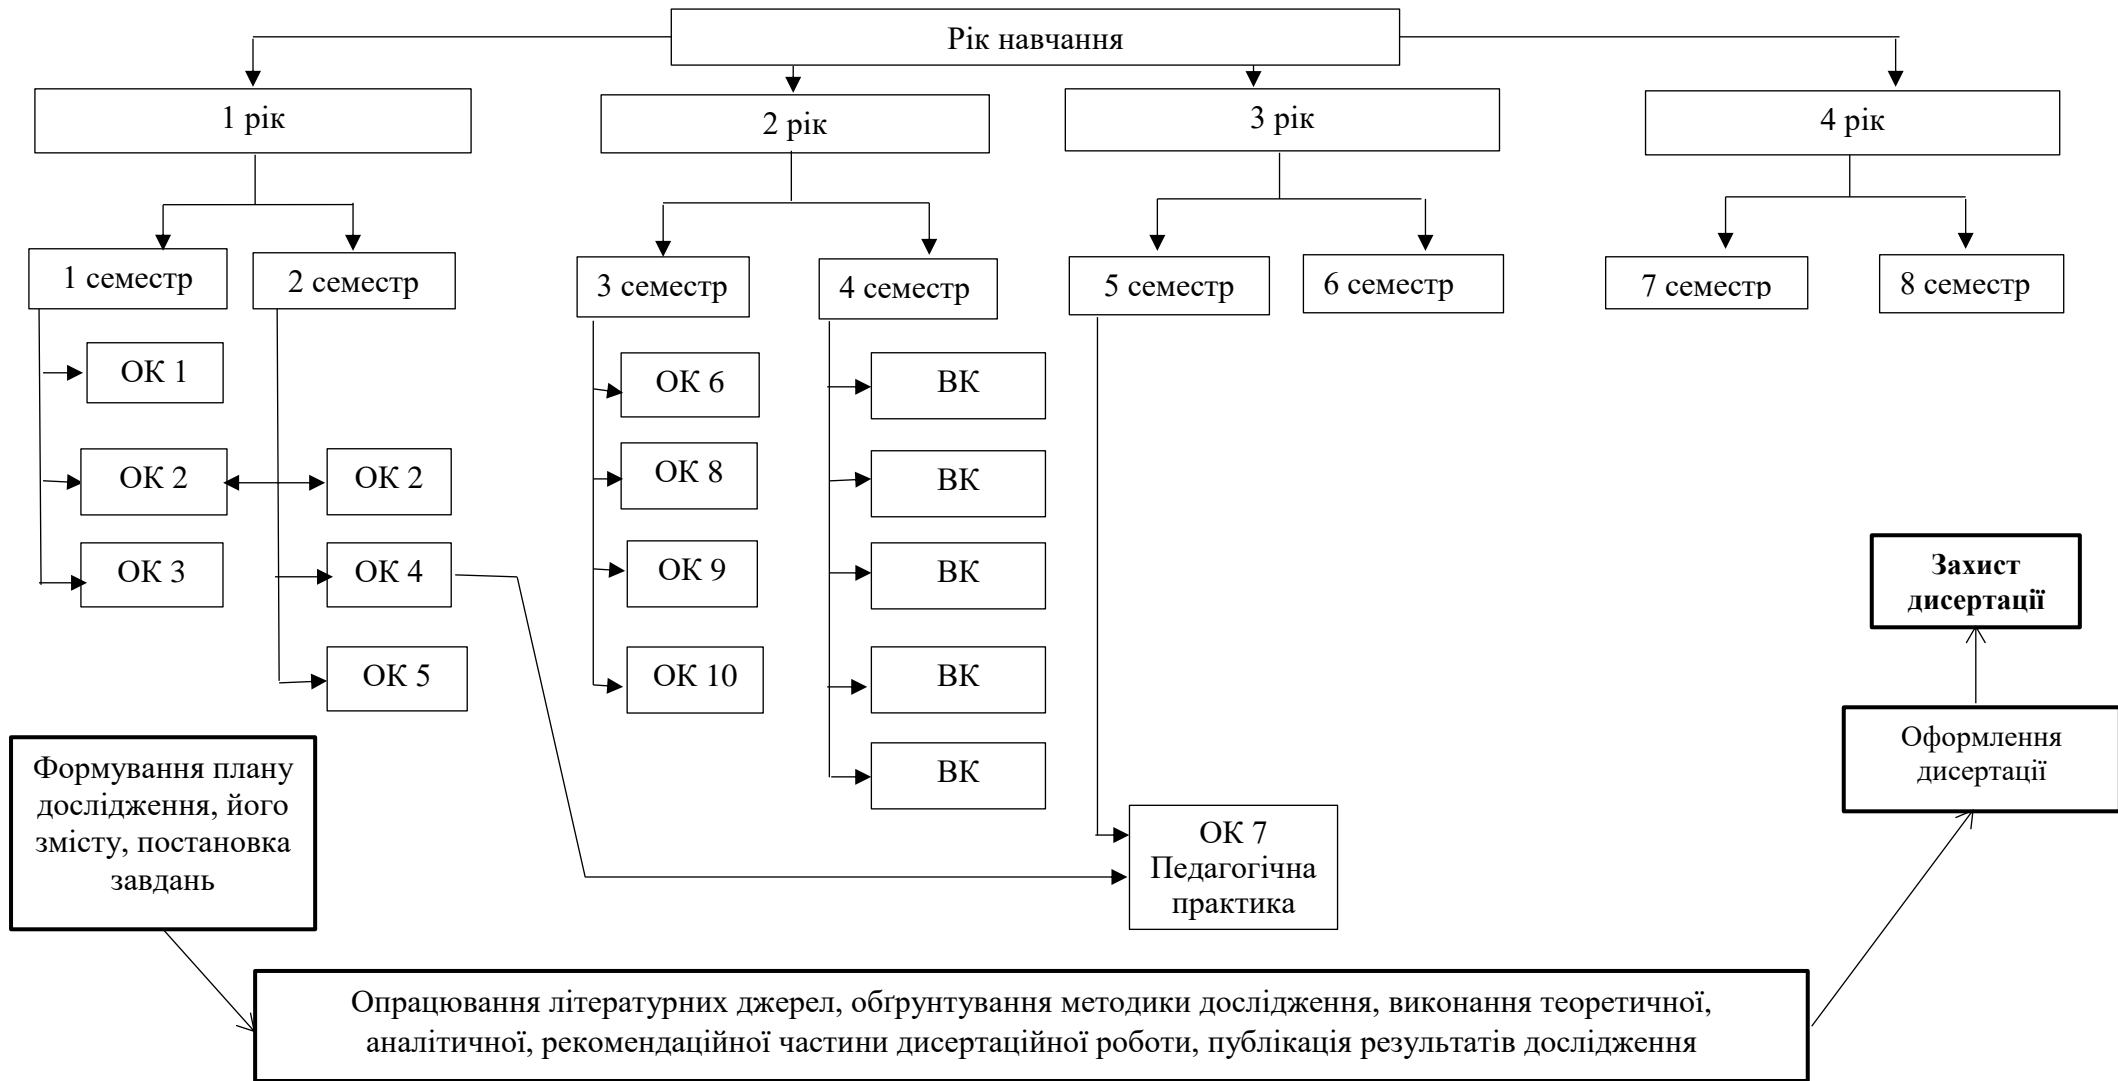 Рік навчання
1 рік
2 рік
3 рік
4 рік
1 семестр
2 семестр
3 семестр
4 семестр
5 семестр
6 семестр
7 семестр
8 семестр
ОК 1
ОК 6
ВК
ОК 2
ОК 2
ОК 8
ВК
ОК 3
ОК 4
ОК 9
ВК
Захист
дисертації
ОК 5
ОК 10
ВК
Формування плану
дослідження, його
змісту, постановка
завдань
ВК
Оформлення
дисертації
ОК 7
Педагогічна
практика
Опрацювання літературних джерел, обґрунтування методики дослідження, виконання теоретичної,
аналітичної, рекомендаційної частини дисертаційної роботи, публікація результатів дослідження